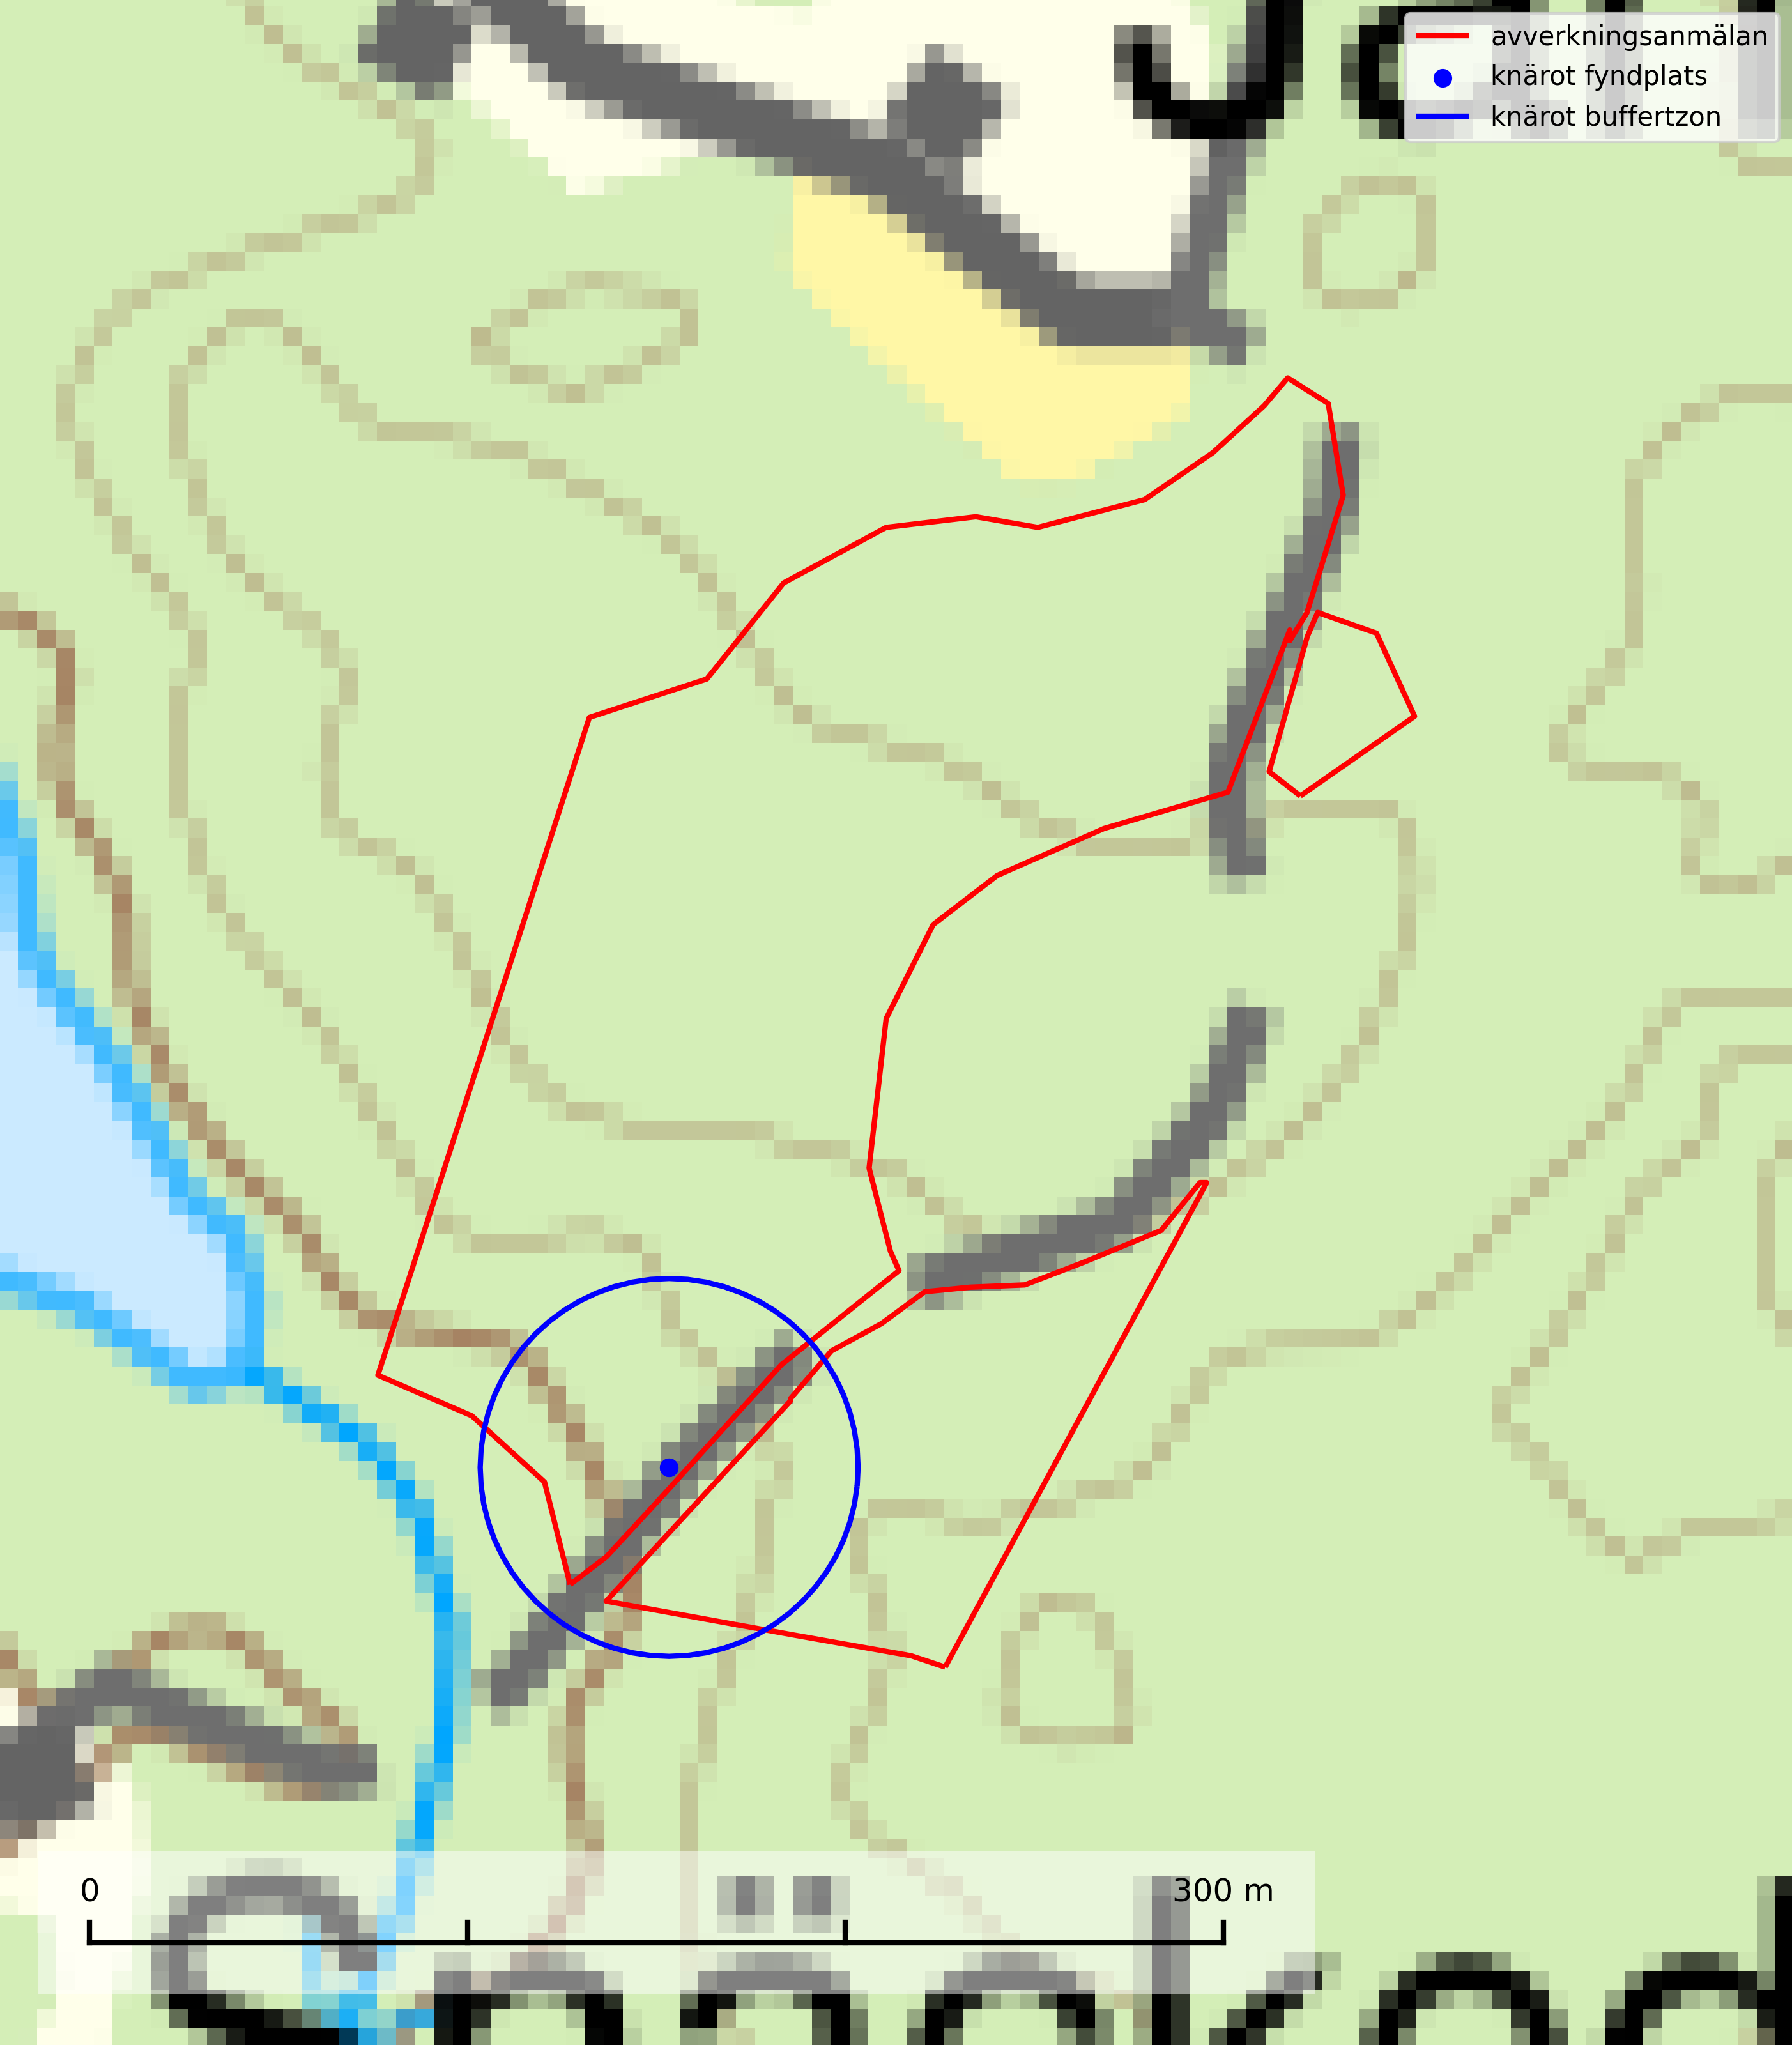 avverkningsanmälan
knärot fyndplats
knärot buffertzon
0 300 m